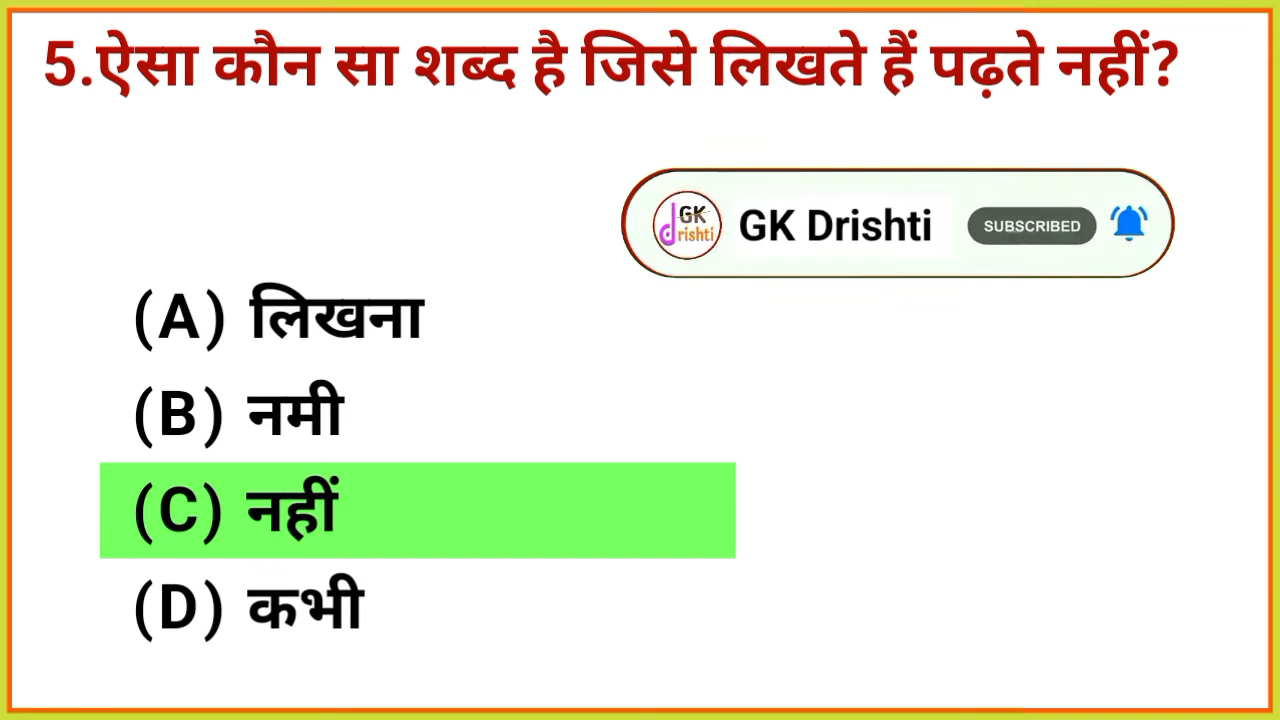 5.ऐसा कौन सा शब्द है जिसे लिखते हैं पढ़ते नहीं?
GK
drishti
GK Drishti
SUBSCRIBED
(A) लिखना
(B) नमी
(C) नहीं
(D) कभी